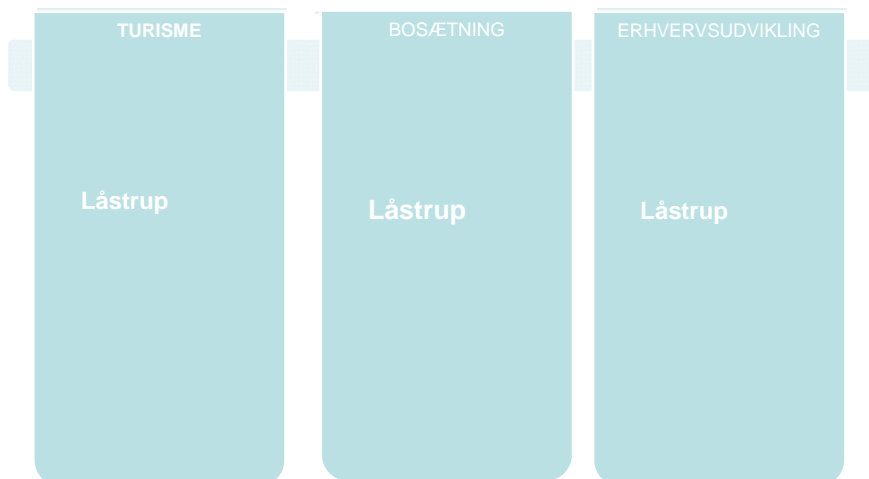 TURISME
BOSÆTNING
ERHVERVSUDVIKLING
Låstrup
Låstrup
Låstrup